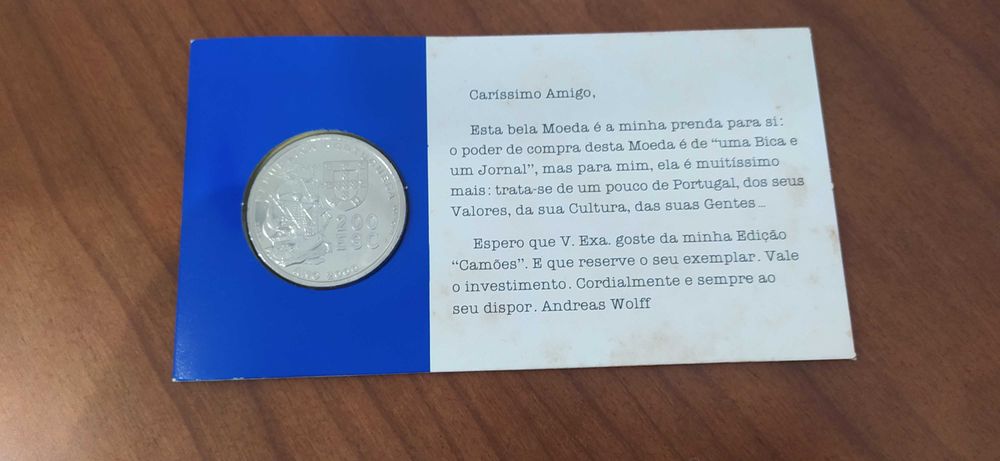 200
ESC
2000
Caríssimo Amigo,
Esta bela Moeda é a minha prenda para si:
o poder de compra desta Moeda é de “uma Bica e
um Jornal”, mas para mim, ela é muitíssimo
mais: trata-se de um pouco de Portugal, dos seus
Valores, da sua Cultura, das suas Gentes...
Espero que V. Exa. goste da minha Edição
“Camões”. E que reserve o seu exemplar. Vale
o investimento. Cordialmente e sempre ao
seu dispor. Andreas Wolff